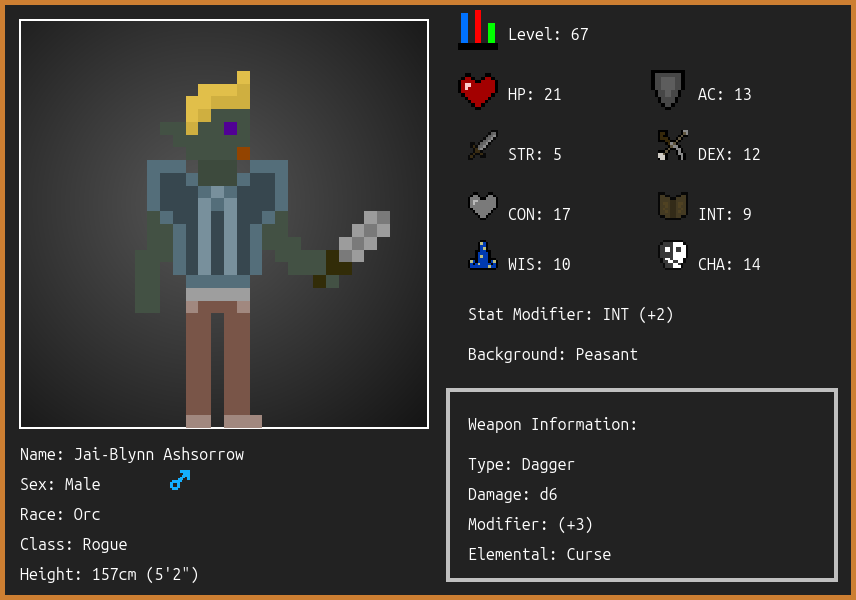 Level: 67
HP: 21
AC: 13
STR: 5
DEX: 12
CON: 17
INT: 9
WIS: 10
CHA: 14
Stat Modifier: INT (+2)
Background: Peasant
Weapon Information:
Type: Dagger
Damage: d6
Modifier: (+3)
Elemental: Curse
Name: Jai-Blynn Ashsorrow
Sex: Male
Race: Orc
Class: Rogue
Height: 157cm (5'2")